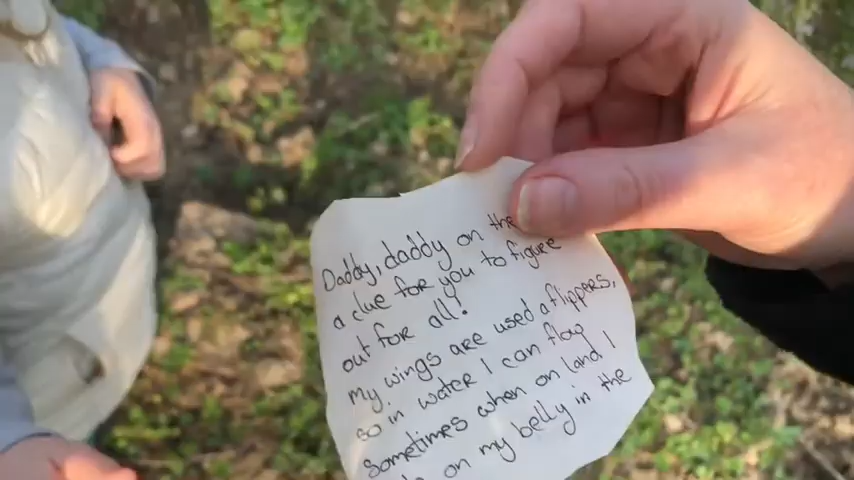 Daddy, daddy on the
a clue for you to figure
out for all!
My wings are used a flippers,
so in water I can flow
Sometimes when on land I
on my belly in the